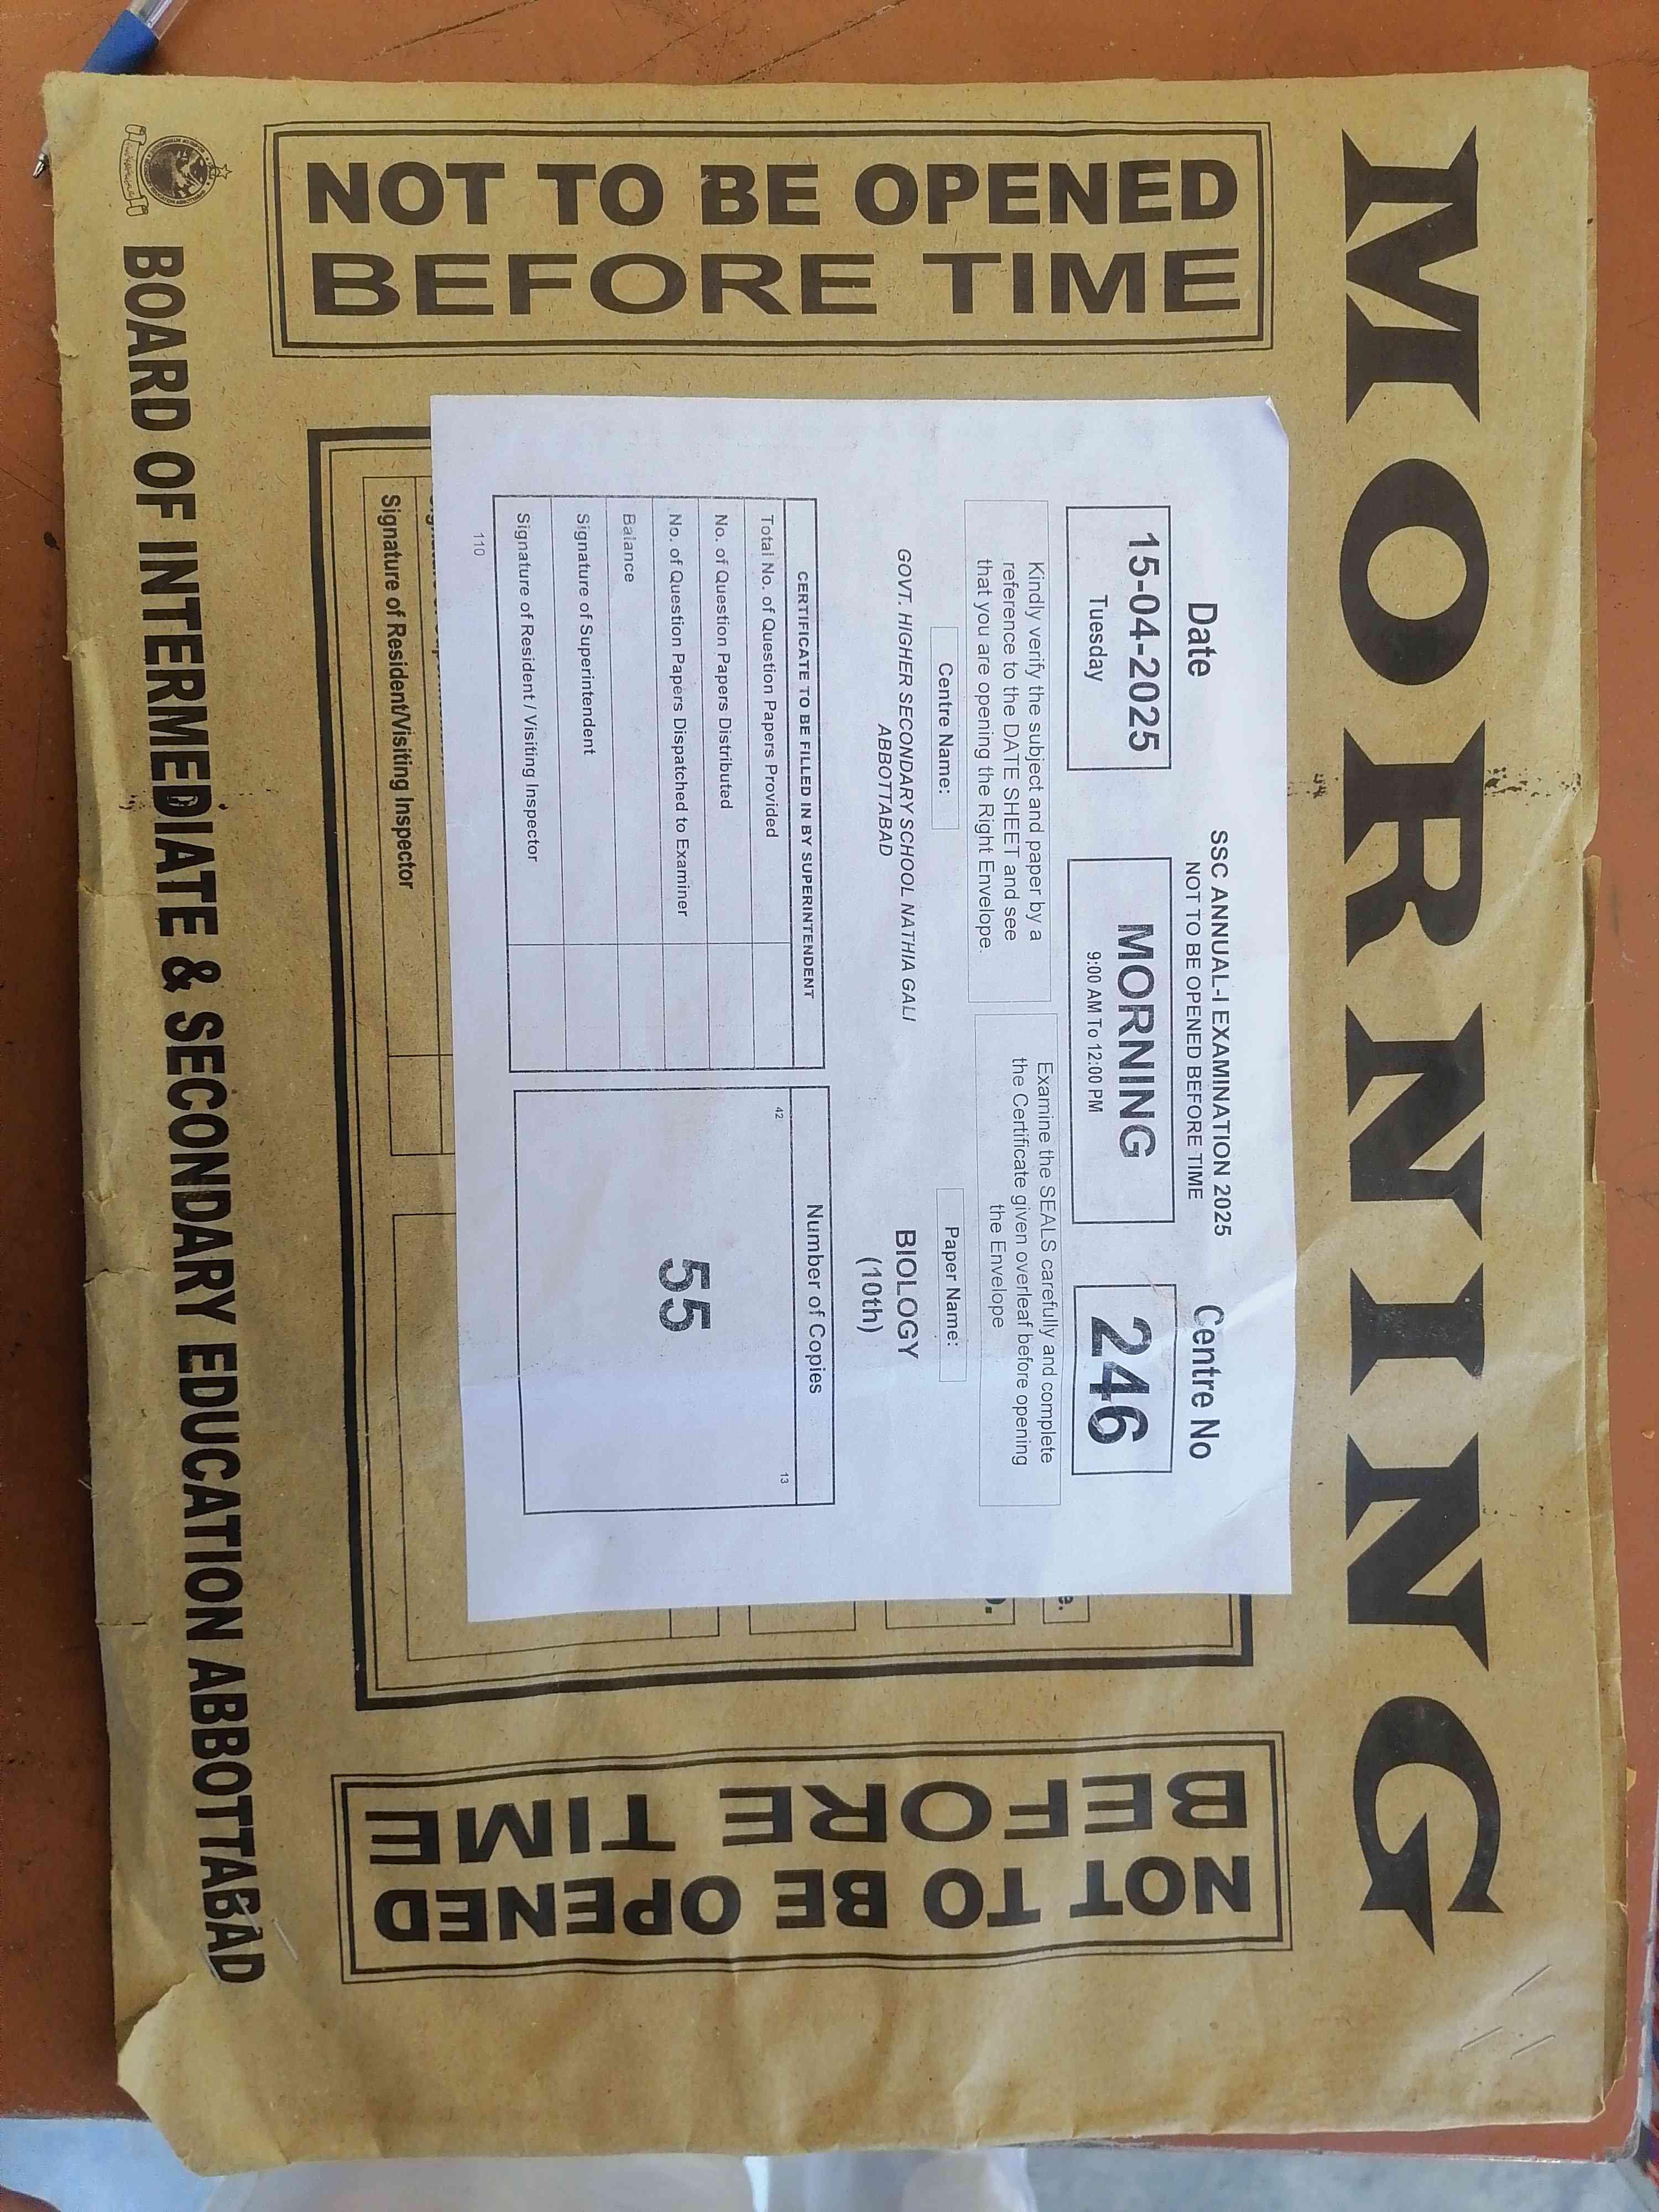 MORNING
NOT TO BE OPENED
BEFORE TIME
SSC ANNUAL-I EXAMINATION 2025
NOT TO BE OPENED BEFORE TIME
Date
Centre No
15-04-2025
Tuesday
MORNING
9:00 AM To 12:00 PM
246
Kindly verify the subject and paper by a
reference to the DATE SHEET and see
that you are opening the Right Envelope.
Examine the SEALS carefully and complete
the Certificate given overleaf before opening
the Envelope
Centre Name:
Paper Name:
GOVT. HIGHER SECONDARY SCHOOL NATHIA GALI
ABBOTTABAD
BIOLOGY
(10th)
CERTIFICATE TO BE FILLED IN BY SUPERINTENDENT
Total No. of Question Papers Provided
No. of Question Papers Distributed
No. of Question Papers Dispatched to Examiner
Balance
Signature of Superintendent
Signature of Resident / Visiting Inspector
Number of Copies
42
13
55
110
Signature of Resident/Visiting Inspector
NOT TO BE OPENED
BEFORE TIME
BOARD OF INTERMEDIATE & SECONDARY EDUCATION ABBOTTABAD